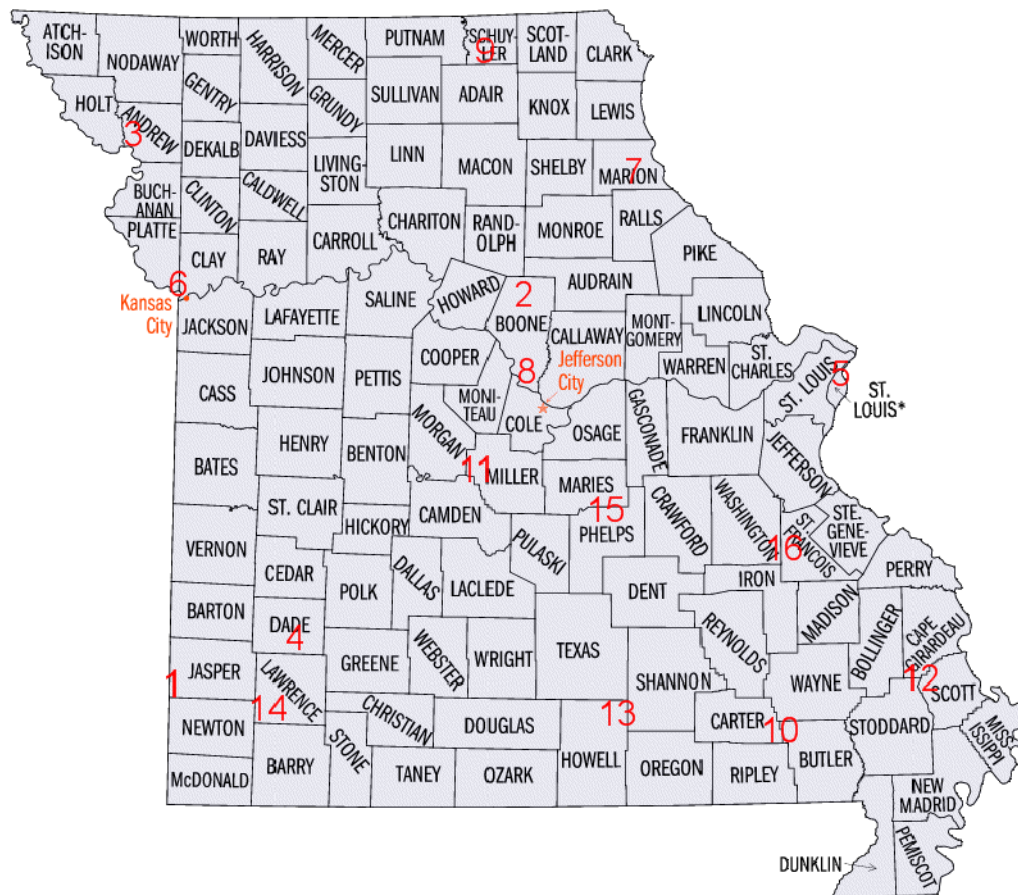 ATCH-
ISON
NODAWAY
WORTH
HARRISON
MERCER
PUTNAM
SCHUY-
LER
9
SCOT-
LAND
CLARK
HOLT
GENTRY
GRUNDY
SULLIVAN
ADAIR
KNOX
LEWIS
3
ANDREW
DEKALB
DAVIESS
LIVING-
STON
LINN
MACON
SHELBY
7
MARION
BUCH-
ANAN
CLINTON
CALDWELL
CHARITON
RAND-
OLPH
MONROE
RALLS
PLATTE
CLAY
RAY
CARROLL
PIKE
6
Kansas
City
JACKSON
LAFAYETTE
SALINE
HOWARD
2
BOONE
AUDRAIN
CALLAWAY
MONT-
GOMERY
LINCOLN
WARREN
ST.
CHARLES
ST. LOUIS
5
ST.
LOUIS*
CASS
JOHNSON
PETTIS
COOPER
MONI-
TEAU
8
Jefferson
City
COLE
OSAGE
GASCONADE
FRANKLIN
JEFFERSON
BATES
HENRY
BENTON
MORGAN
11
MILLER
MARIES
15
CRAWFORD
WASHINGTON
16
ST.
FRANCOIS
STE.
GENE-
VIEVE
ST. CLAIR
HICKORY
CAMDEN
PULASKI
PHELPS
VERNON
CEDAR
POLK
DALLAS
LACLEDE
DENT
IRON
MADISON
PERRY
BARTON
DADE
4
GREENE
WEBSTER
WRIGHT
TEXAS
REYNOLDS
BOLLINGER
CAPE
GIRARDEAU
1
JASPER
LAWRENCE
14
SHANNON
WAYNE
12
SCOTT
NEWTON
CHRISTIAN
DOUGLAS
13
CARTER
10
STODDARD
MISS-
ISSIPPI
McDONALD
BARRY
STONE
TANEY
OZARK
HOWELL
OREGON
RIPLEY
BUTLER
NEW
MADRID
DUNKLIN
PEMISCOT